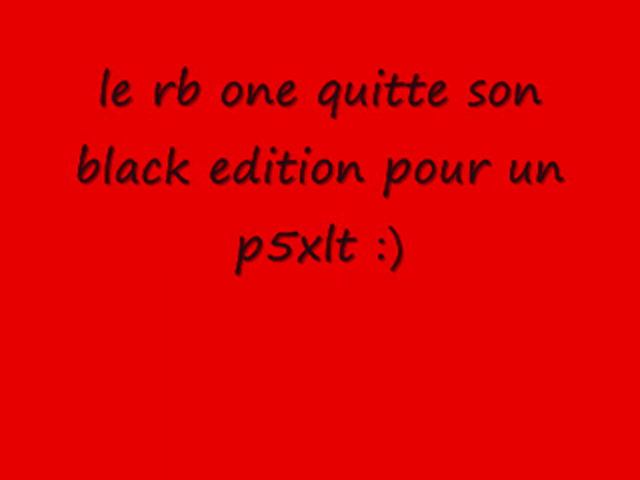 le rb one quitte son
black edition pour un
p5xlt :)